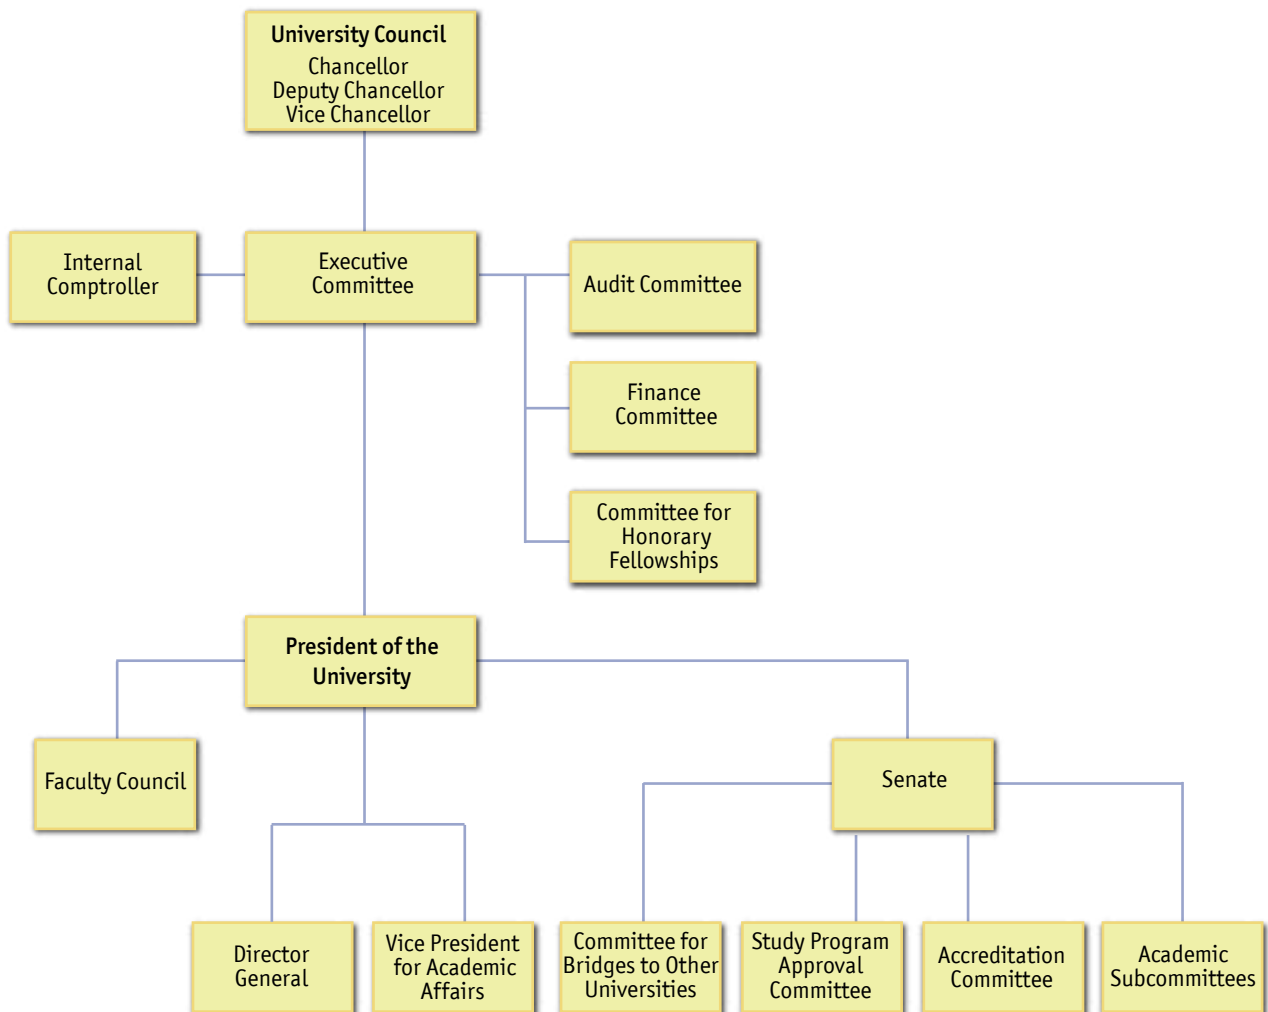 University Council
Chancellor
Deputy Chancellor
Vice Chancellor
Internal
Comptroller
Executive
Committee
Audit Committee
Finance
Committee
Committee for
Honorary
Fellowships
President of the
University
Faculty Council
Senate
Director
General
Vice President
for Academic
Affairs
Committee for
Bridges to Other
Universities
Study Program
Approval
Committee
Accreditation
Committee
Academic
Subcommittees